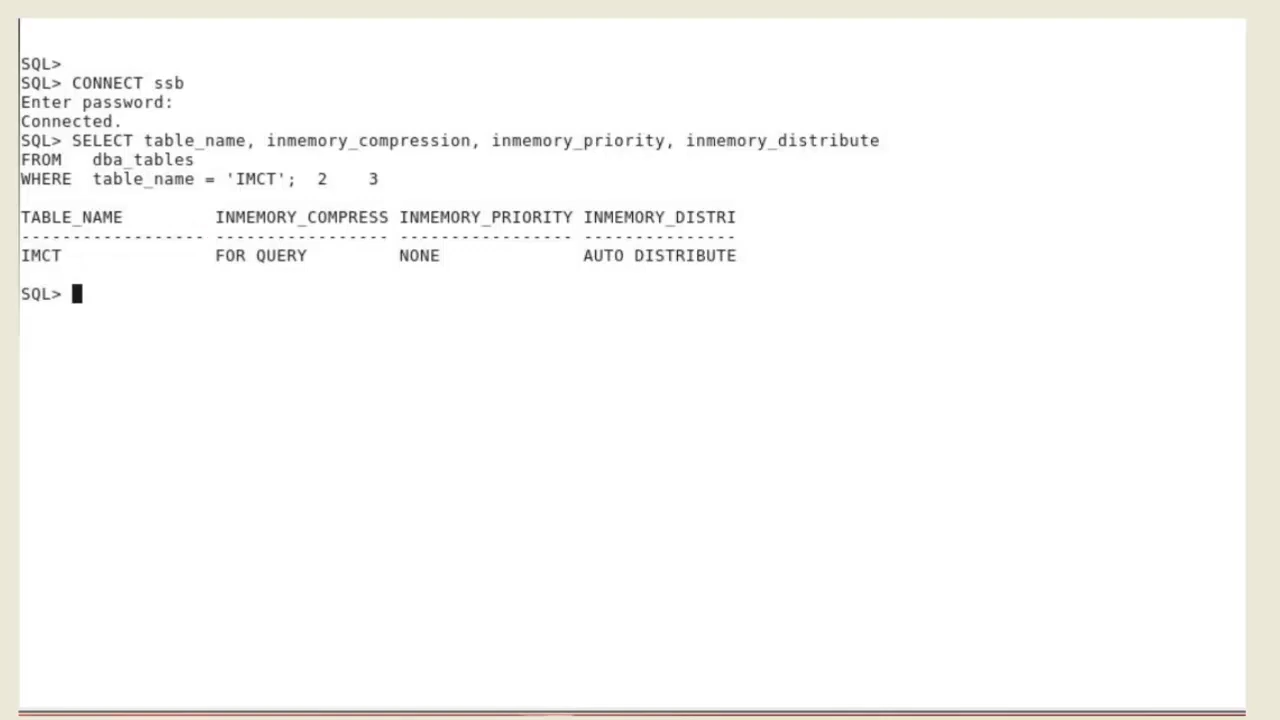 SQL>
SQL> CONNECT ssb
Enter password:
Connected.
SQL> SELECT table_name, inmemory_compression, inmemory_priority, inmemory_distribute
FROM   dba_tables
WHERE  table_name = 'IMCT';  2    3
TABLE_NAME         INMEMORY_COMPRESS INMEMORY_PRIORITY INMEMORY_DISTRI
------------------ ----------------- ----------------- ---------------
IMCT               FOR QUERY         NONE              AUTO DISTRIBUTE
SQL>